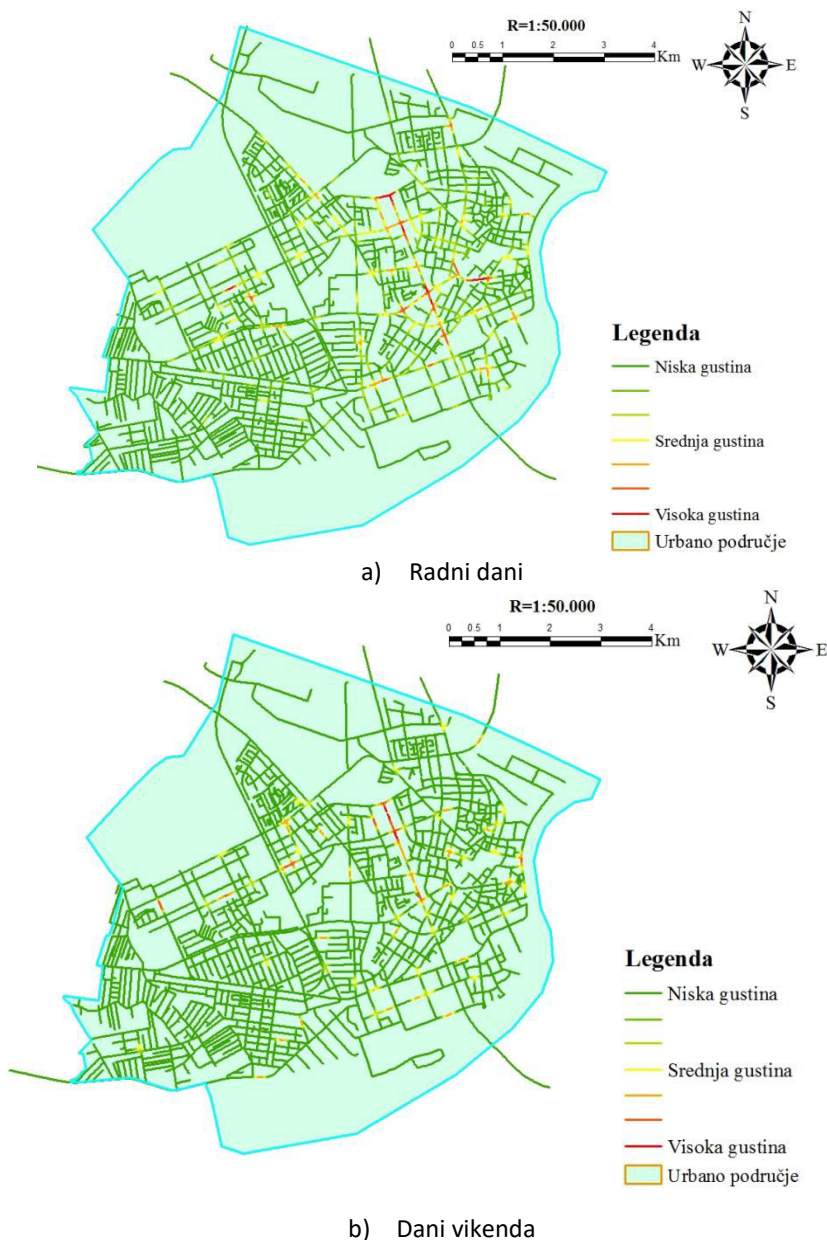 R=1:50.000
0 0.5 1 2 3 4
Km
N
W E
S
Legenda
Niska gustina
Srednja gustina
Visoka gustina
Urbano područje
a) Radni dani
R=1:50.000
0 0.5 1 2 3 4
Km
N
W E
S
Legenda
Niska gustina
Srednja gustina
Visoka gustina
Urbano područje
b) Dani vikenda